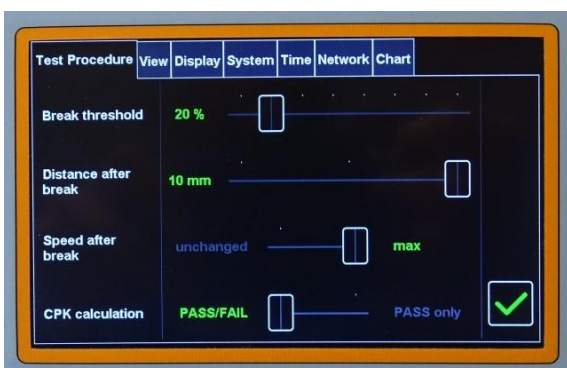 Test Procedure View Display System Time Network Chart
Break threshold 20 %
Distance after
break 10 mm
Speed after
break unchanged max
CPK calculation PASS/FAIL PASS only